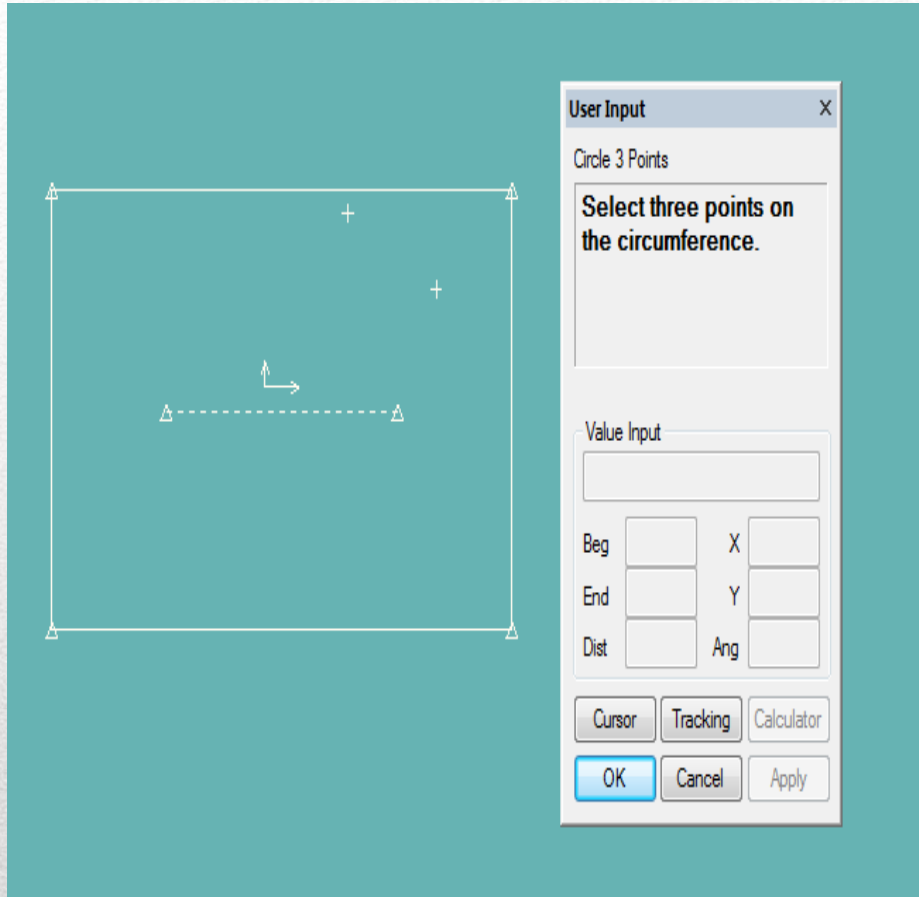 User Input X
Circle 3 Points
Select three points on
the circumference.
Value Input
Beg X
End Y
Dist Ang
Cursor Tracking Calculator
OK Cancel Apply